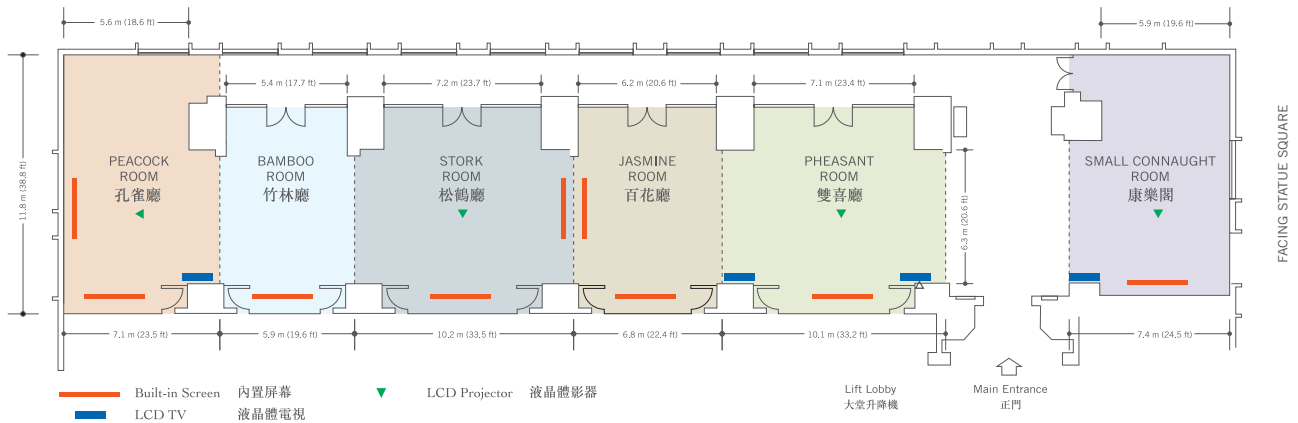 5.6 m (18.6 ft)
5.9 m (19.6 ft)
5.4 m (17.7 ft)
7.2 m (23.7 ft)
6.2 m (20.6 ft)
7.1 m (23.4 ft)
11.8 m (38.8 ft)
PEACOCK
ROOM
孔雀廳
BAMBOO
ROOM
竹林廳
STORK
ROOM
松鶴廳
JASMINE
ROOM
百花廳
PHEASANT
ROOM
雙喜廳
6.3 m (20.6 ft)
SMALL CONNAUGHT
ROOM
康樂閣
FACING STATUE SQUARE
7.1 m (23.5 ft)
5.9 m (19.6 ft)
10.2 m (33.5 ft)
6.8 m (22.4 ft)
10.1 m (33.2 ft)
7.4 m (24.5 ft)
Built-in Screen 內置屏幕
LCD Projector 液晶體影器
LCD TV 液晶體電視
Lift Lobby
大堂升降機
Main Entrance
正門